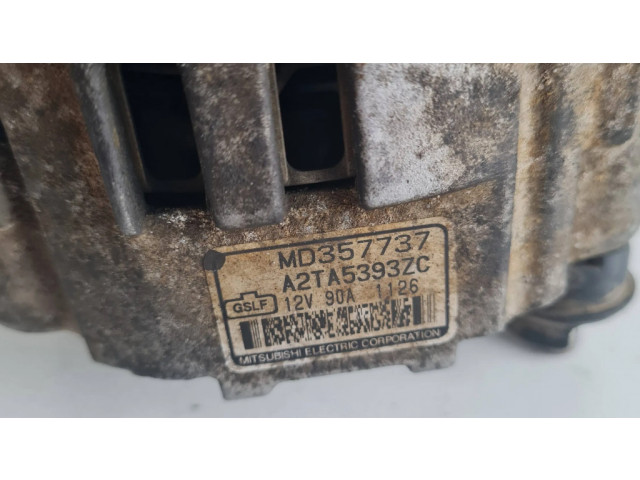 MD357737
A2TA5393ZC
GSLF 12V 90A 1126
MITSUBISHI ELECTRIC CORPORATION